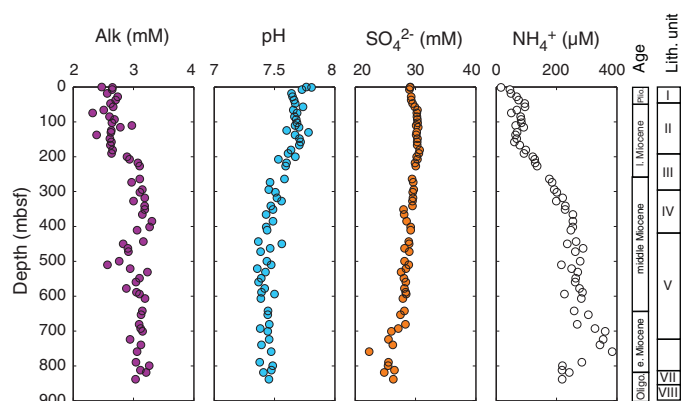 Alk (mM) pH SO₄²⁻ (mM) NH₄⁺ (µM) Age Lith. unit
2 3 4 7 7.5 8 20 30 40 0 200 400
Depth (mbsf)
0
100
200
300
400
500
600
700
800
900
Plio.
l. Miocene
middle Miocene
e. Miocene
Oligo.
I
II
III
IV
V
VII
VIII